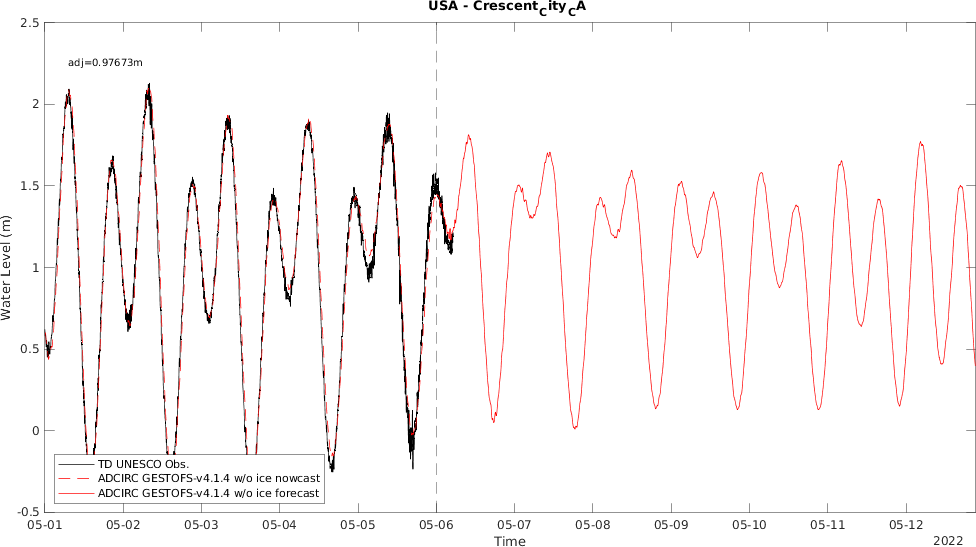 USA - Crescent_City_CA
adj=0.97673m
2.5
2
1.5
1
0.5
0
-0.5
Water Level (m)
TD UNESCO Obs.
ADCIRC GESTOFS-v4.1.4 w/o ice nowcast
ADCIRC GESTOFS-v4.1.4 w/o ice forecast
05-01 05-02 05-03 05-04 05-05 05-06 05-07 05-08 05-09 05-10 05-11 05-12
Time
2022